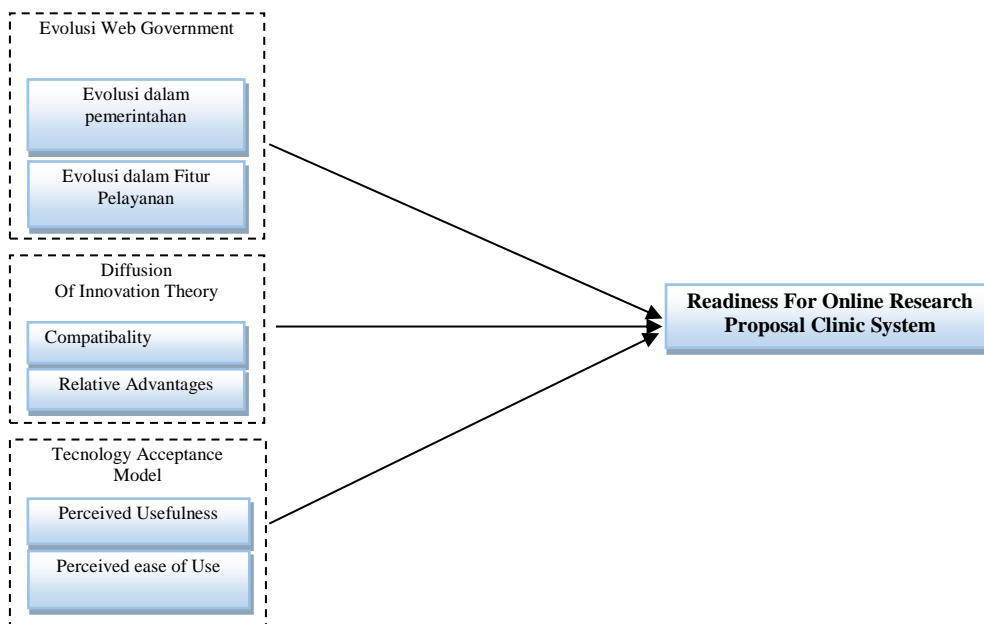 Evolusi Web Government
Evolusi dalam
pemerintahan
Evolusi dalam Fitur
Pelayanan
Diffusion
Of Innovation Theory
Compatibality
Relative Advantages
Tecnology Acceptance
Model
Perceived Usefulness
Perceived ease of Use
Readiness For Online Research
Proposal Clinic System